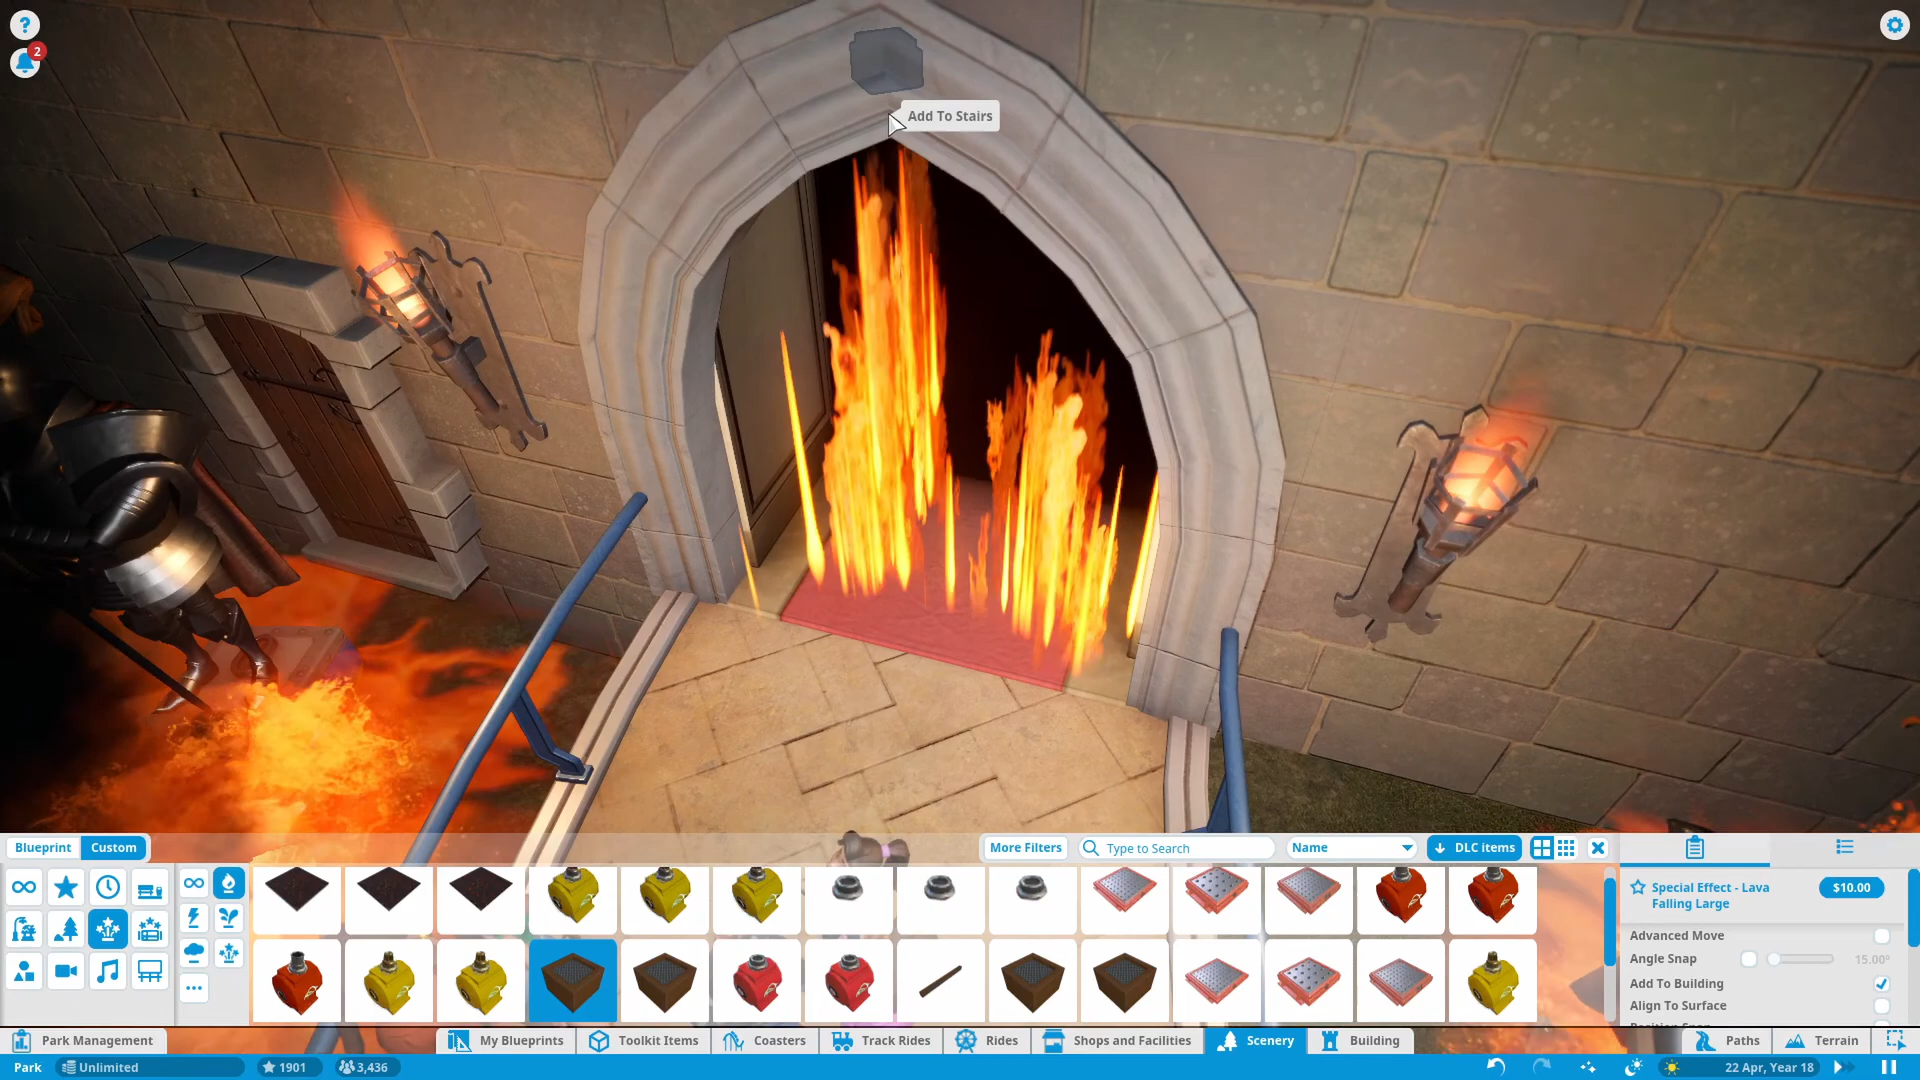 ?
2
Add To Stairs
Blueprint
Custom
More Filters
Type to Search
Name
DLC items
Special Effect - Lava
Falling Large
$10.00
Advanced Move
Angle Snap
15.00°
Add To Building
Align To Surface
Park Management
My Blueprints
Toolkit Items
Coasters
Track Rides
Rides
Shops and Facilities
Scenery
Building
Paths
Terrain
Park
Unlimited
1901
3,436
22 Apr, Year 18